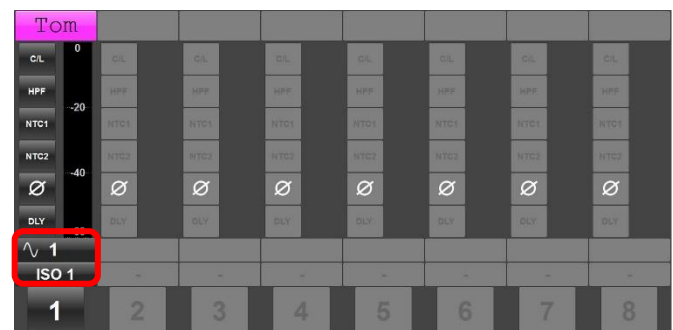 Tom
C/L 0 C/L C/L C/L C/L C/L C/L C/L
HPF HPF HPF HPF HPF HPF HPF HPF
-20
NTC1 NTC1 NTC1 NTC1 NTC1 NTC1 NTC1 NTC1
NTC2 NTC2 NTC2 NTC2 NTC2 NTC2 NTC2 NTC2
-40
Ø Ø Ø Ø Ø Ø Ø Ø
DLY DLY DLY DLY DLY DLY DLY DLY
∿ 1
ISO 1 - - - - - - -
1 2 3 4 5 6 7 8